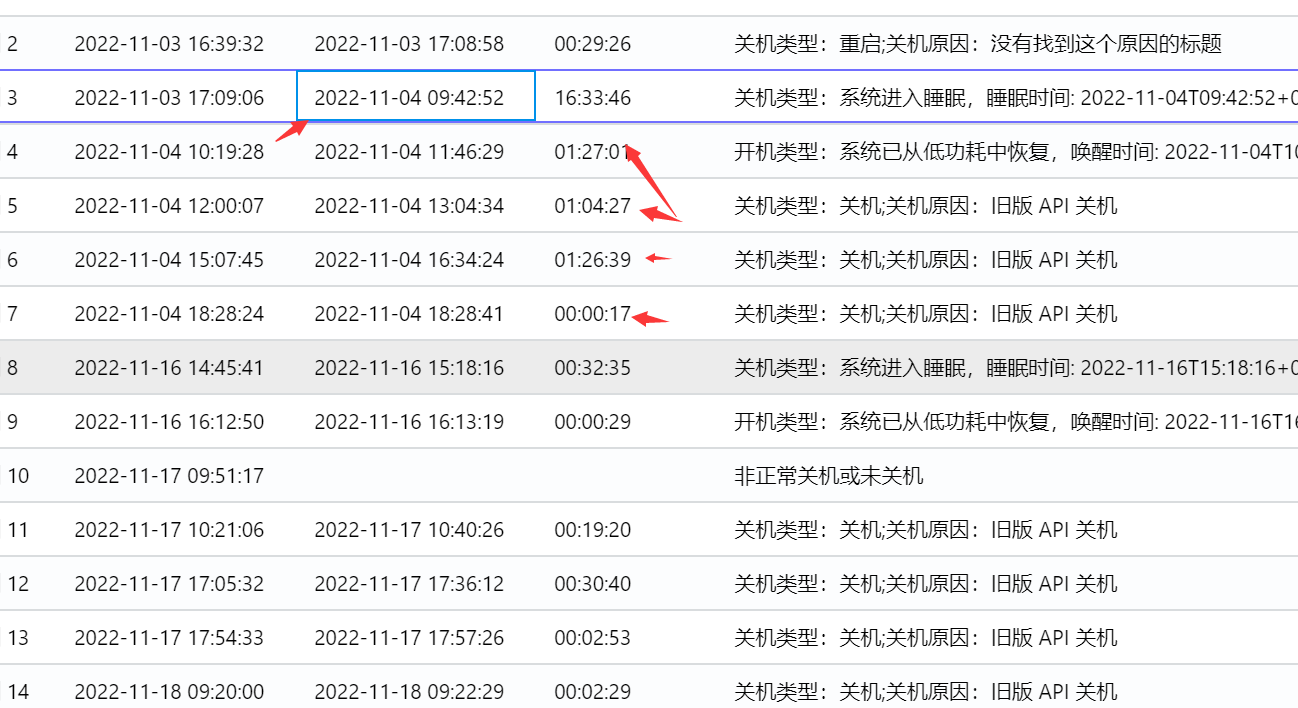 2 2022-11-03 16:39:32 2022-11-03 17:08:58 00:29:26 关机类型：重启;关机原因：没有找到这个原因的标题
3 2022-11-03 17:09:06 2022-11-04 09:42:52 16:33:46 关机类型：系统进入睡眠，睡眠时间: 2022-11-04T09:42:52+0
4 2022-11-04 10:19:28 2022-11-04 11:46:29 01:27:01 开机类型：系统已从低功耗中恢复，唤醒时间: 2022-11-04T10
5 2022-11-04 12:00:07 2022-11-04 13:04:34 01:04:27 关机类型：关机;关机原因：旧版 API 关机
6 2022-11-04 15:07:45 2022-11-04 16:34:24 01:26:39 关机类型：关机;关机原因：旧版 API 关机
7 2022-11-04 18:28:24 2022-11-04 18:28:41 00:00:17 关机类型：关机;关机原因：旧版 API 关机
8 2022-11-16 14:45:41 2022-11-16 15:18:16 00:32:35 关机类型：系统进入睡眠，睡眠时间: 2022-11-16T15:18:16+0
9 2022-11-16 16:12:50 2022-11-16 16:13:19 00:00:29 开机类型：系统已从低功耗中恢复，唤醒时间: 2022-11-16T16
10 2022-11-17 09:51:17 非正常关机或未关机
11 2022-11-17 10:21:06 2022-11-17 10:40:26 00:19:20 关机类型：关机;关机原因：旧版 API 关机
12 2022-11-17 17:05:32 2022-11-17 17:36:12 00:30:40 关机类型：关机;关机原因：旧版 API 关机
13 2022-11-17 17:54:33 2022-11-17 17:57:26 00:02:53 关机类型：关机;关机原因：旧版 API 关机
14 2022-11-18 09:20:00 2022-11-18 09:22:29 00:02:29 关机类型：关机;关机原因：旧版 API 关机